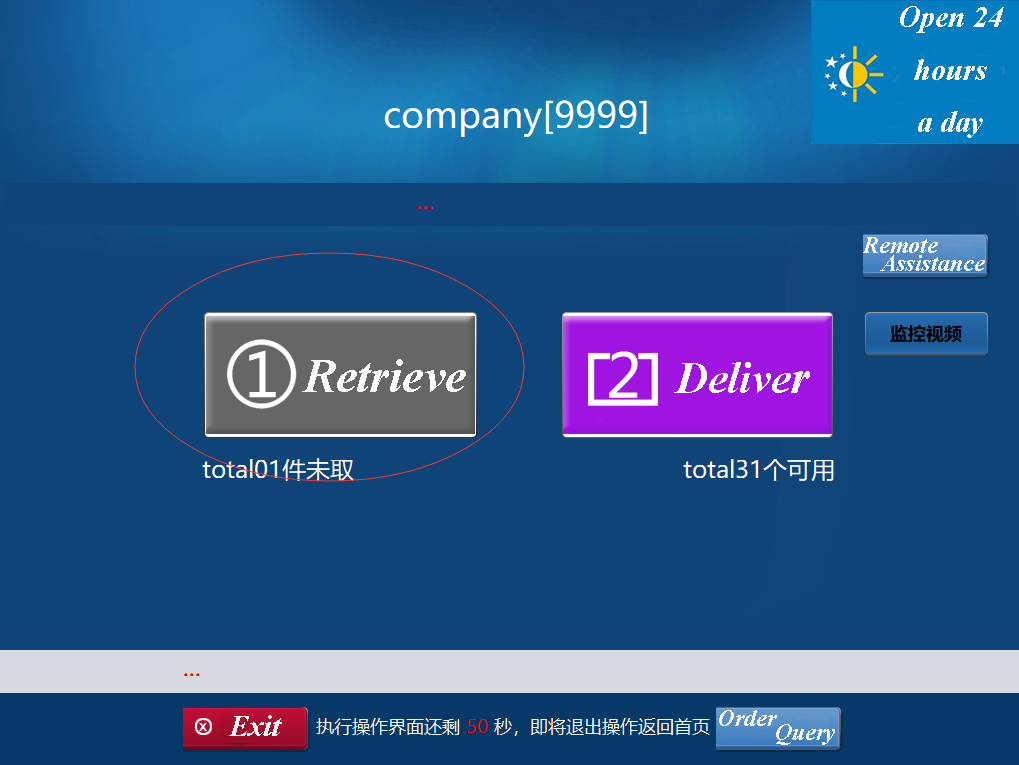 Open 24
hours
a day
company[9999]
...
Remote
Assistance
监控视频
① Retrieve
[2] Deliver
total01件未取
total31个可用
...
Exit
执行操作界面还剩 50 秒，即将退出操作返回首页
Order
Query